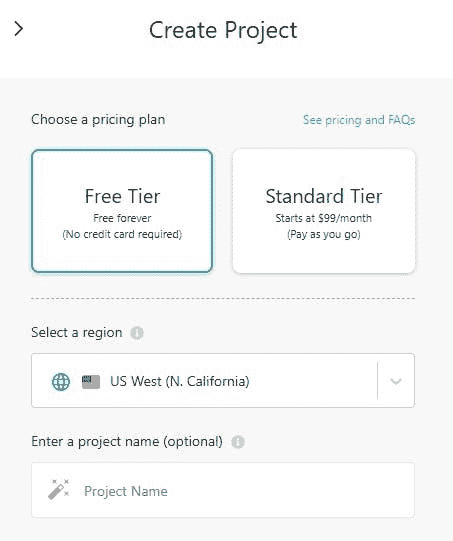 Create Project
Choose a pricing plan
See pricing and FAQs
Free Tier
Free forever
(No credit card required)
Standard Tier
Starts at $99/month
(Pay as you go)
Select a region
US West (N. California)
Enter a project name (optional)
Project Name